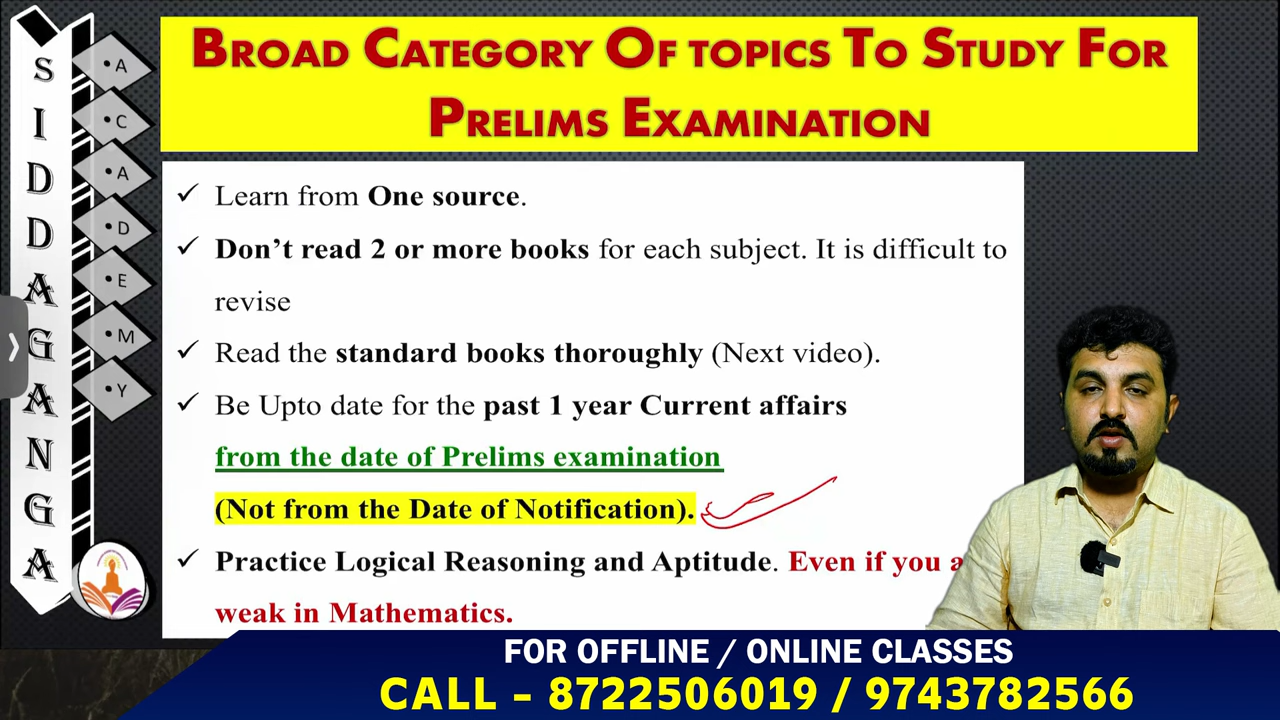 BROAD CATEGORY OF TOPICS TO STUDY FOR
PRELIMS EXAMINATION
SIDDAGANGA
• A
• C
• A
• D
• E
• M
• Y
✓ Learn from One source.
✓ Don’t read 2 or more books for each subject. It is difficult to
revise
✓ Read the standard books thoroughly (Next video).
✓ Be Upto date for the past 1 year Current affairs
from the date of Prelims examination
(Not from the Date of Notification).
✓ Practice Logical Reasoning and Aptitude. Even if you a
weak in Mathematics.
FOR OFFLINE / ONLINE CLASSES
CALL – 8722506019 / 9743782566